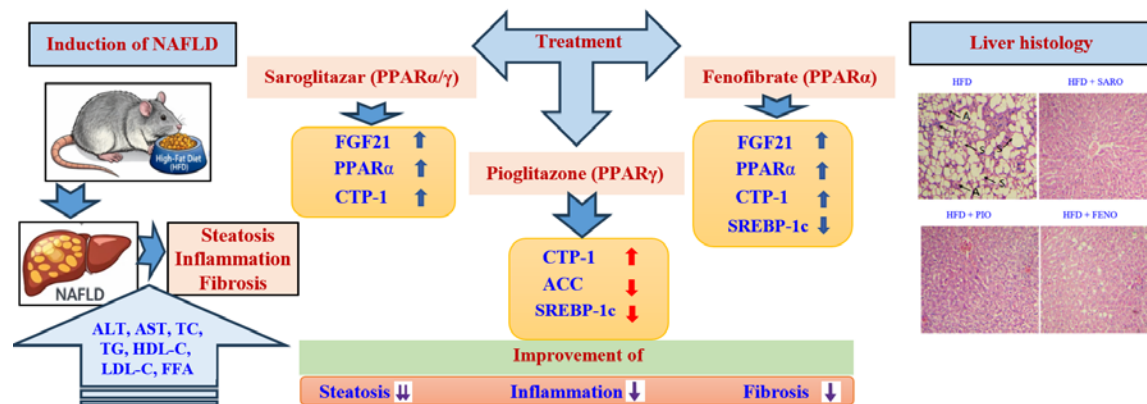 Induction of NAFLD
High-Fat Diet
(HFD)
NAFLD
Steatosis
Inflammation
Fibrosis
ALT, AST, TC,
TG, HDL-C,
LDL-C, FFA
Treatment
Saroglitazar (PPARα/γ)
FGF21
PPARα
CTP-1
Pioglitazone (PPARγ)
CTP-1
ACC
SREBP-1c
Fenofibrate (PPARα)
FGF21
PPARα
CTP-1
SREBP-1c
Improvement of
Steatosis
Inflammation
Fibrosis
Liver histology
HFD
A
S
S
S
A
HFD + SARO
HFD + PIO
HFD + FENO